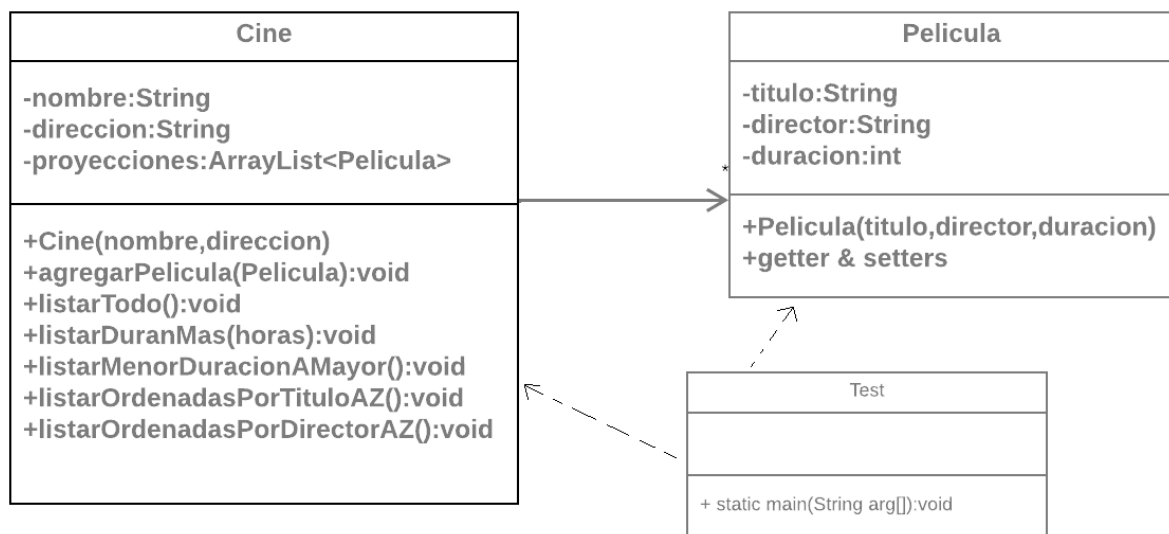 Cine
-nombre:String
-direccion:String
-proyecciones:ArrayList<Pelicula>
+Cine(nombre,direccion)
+agregarPelicula(Pelicula):void
+listarTodo():void
+listarDuranMas(horas):void
+listarMenorDuracionAMayor():void
+listarOrdenadasPorTituloAZ():void
+listarOrdenadasPorDirectorAZ():void
*
Pelicula
-titulo:String
-director:String
-duracion:int
+Pelicula(titulo,director,duracion)
+getter & setters
Test
+ static main(String arg[]):void